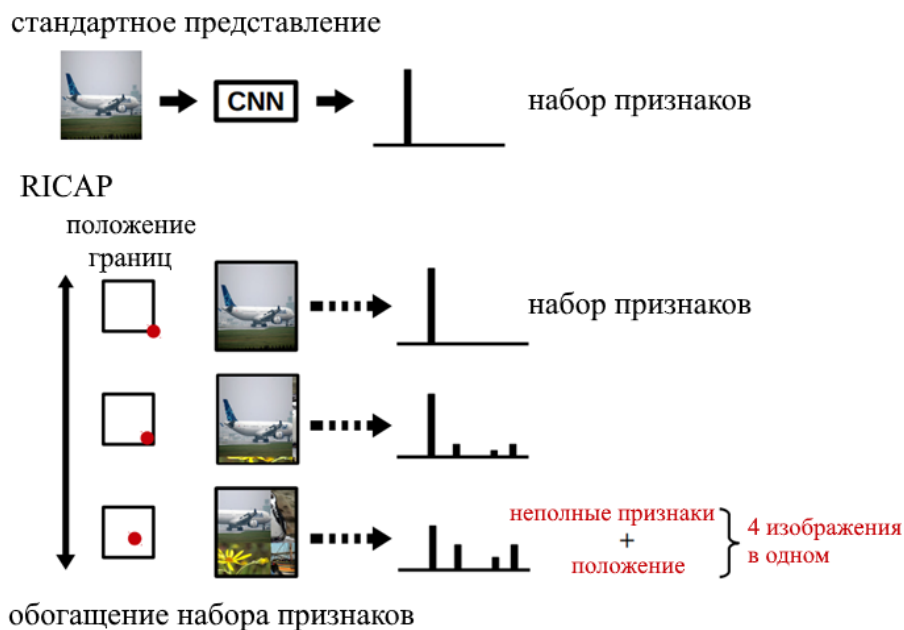 стандартное представление
CNN
набор признаков
RICAP
положение
границ
набор признаков
неполные признаки
+
положение
4 изображения
в одном
обогащение набора признаков